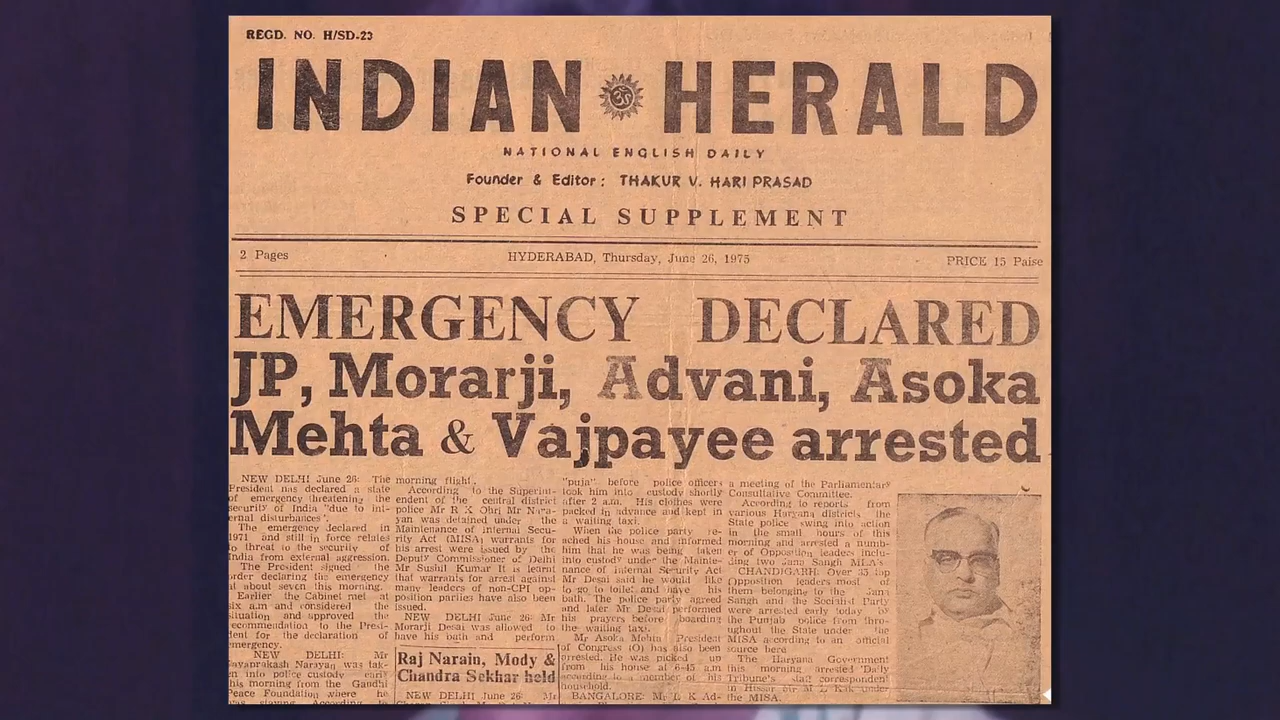 REGD. NO. H/SD-23
INDIAN ॐ HERALD
NATIONAL ENGLISH DAILY
Founder & Editor : THAKUR V. HARI PRASAD
SPECIAL SUPPLEMENT
2 Pages HYDERABAD, Thursday, June 26, 1975 PRICE 15 Paise
EMERGENCY DECLARED
JP, Morarji, Advani, Asoka
Mehta & Vajpayee arrested
NEW DELHI June 26: The
President has declared a state
of emergency threatening the
security of India "due to int-
ernal disturbances".
The emergency declared in
1971 and still in force relates
to threat to the security of
India from external aggression.
The President signed the
order declaring the emergency
at about seven this morning.
Earlier the Cabinet met at
six a.m and considered the
situation and approved the
recommendation to the Presi-
dent for the declaration of
emergency.
NEW DELHI: Mr
Jayaprakash Narayan was tak-
en into police custody early
this morning from the Gandhi
Peace Foundation where he
was staying. According to
morning flight.
According to the Superint-
endent of the central district
police Mr R K Ohri Mr Nara-
yan was detained under the
Maintenance of Internal Secu-
rity Act (MISA) warrants for
his arrest were issued by the
Deputy Commissioner of Delhi
Mr Sushil Kumar It is learnt
that warrants for arrest against
many leaders of non-CPI op-
position parties have also been
issued.
NEW DELHI June 26: Mr
Morarji Desai was allowed to
have his bath and perform
Raj Narain, Mody &
Chandra Sekhar held
NEW DELHI June 26: Mr
"puja" before police officers
took him into custody shortly
after 2 a.m. His clothes were
packed in advance and kept in
a waiting taxi.
When the police party re-
ached his house and informed
him that he was being taken
into custody under the Mainte-
nance of Internal Security Act
Mr Desai said he would like
to go to toilet and have his
bath. The police party agreed
and later Mr Desai performed
his prayers before boarding
the waiting taxi.
Mr Asoka Mehta President
of Congress (O) has also been
arrested. He was picked up
from his house at 6-45 a.m
according to a member of his
household.
BANGALORE: Mr L K Ad-
a meeting of the Parliamentary
Consultative Committee.
According to reports from
various Haryana districts the
State police swing into action
in the small hours of this
morning and arrested a numb-
er of Opposition leaders inclu-
ding two Jana Sangh MLA's
CHANDIGARH: Over 35 top
Opposition leaders most of
them belonging to the Jana
Sangh and the Socialist Party
were arrested early today by
the Punjab police from thro-
ughout the State under the
MISA according to an official
source here
The Haryana Government
this morning arrested 'Daily
Tribune's staff correspondent
in Hissar Mr M L Kak under
the MISA.